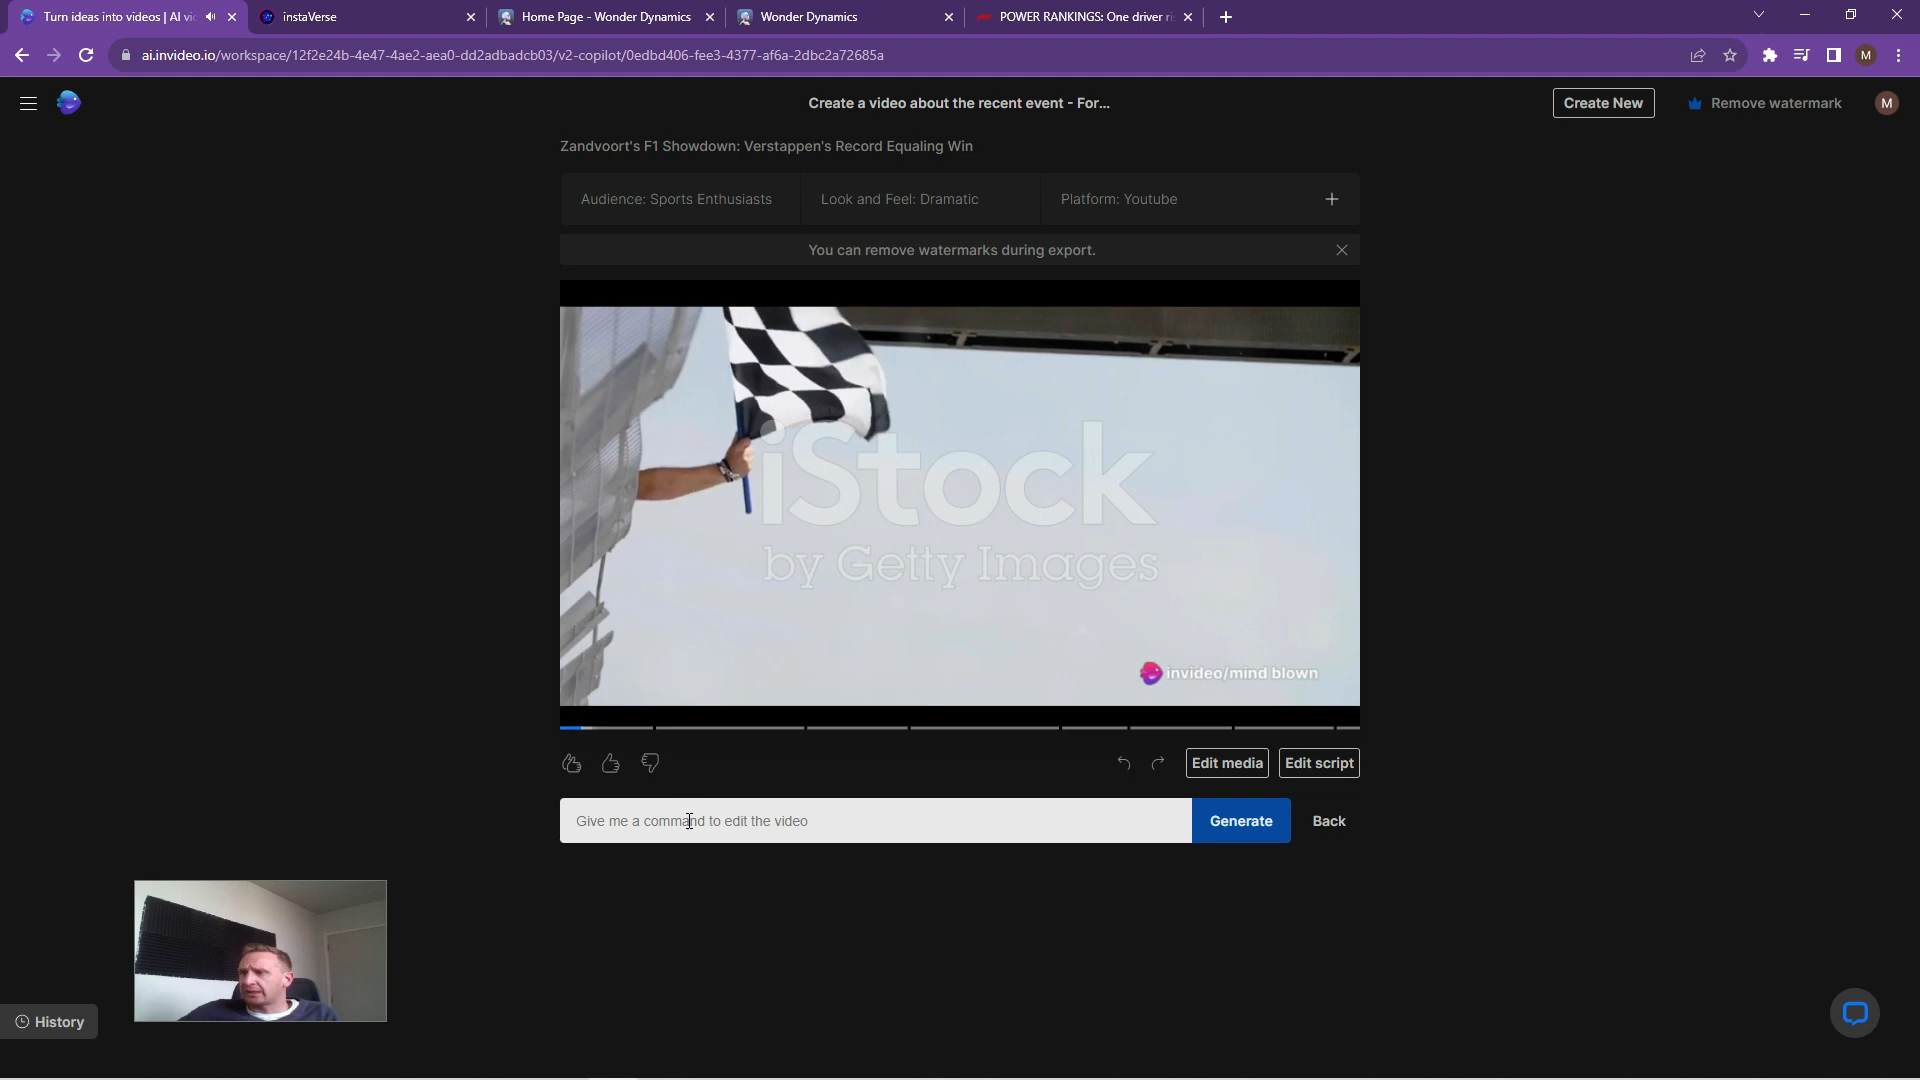 Turn ideas into videos | AI vi
instaVerse
Home Page - Wonder Dynamics
Wonder Dynamics
POWER RANKINGS: One driver ri
ai.invideo.io/workspace/12f2e24b-4e47-4ae2-aea0-dd2adbadcb03/v2-copilot/0edbd406-fee3-4377-af6a-2dbc2a72685a
M
Create a video about the recent event - For...
Create New
Remove watermark
M
Zandvoort's F1 Showdown: Verstappen's Record Equaling Win
Audience: Sports Enthusiasts
Look and Feel: Dramatic
Platform: Youtube
You can remove watermarks during export.
iStock
by Getty Images
invideo/mind blown
Edit media
Edit script
Give me a command to edit the video
Generate
Back
History